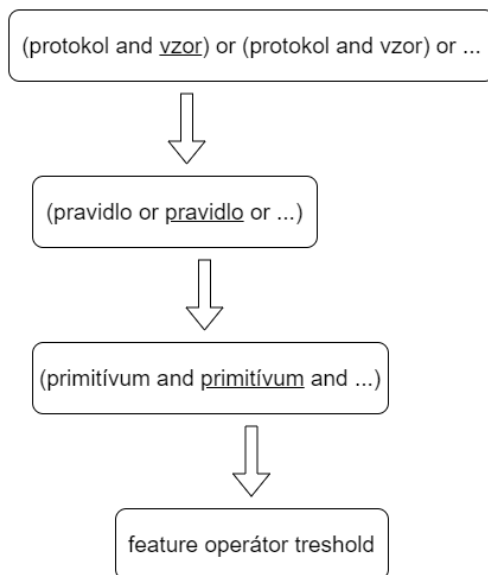 (protokol and vzor) or (protokol and vzor) or ...
(pravidlo or pravidlo or ...)
(primitívum and primitívum and ...)
feature operátor treshold